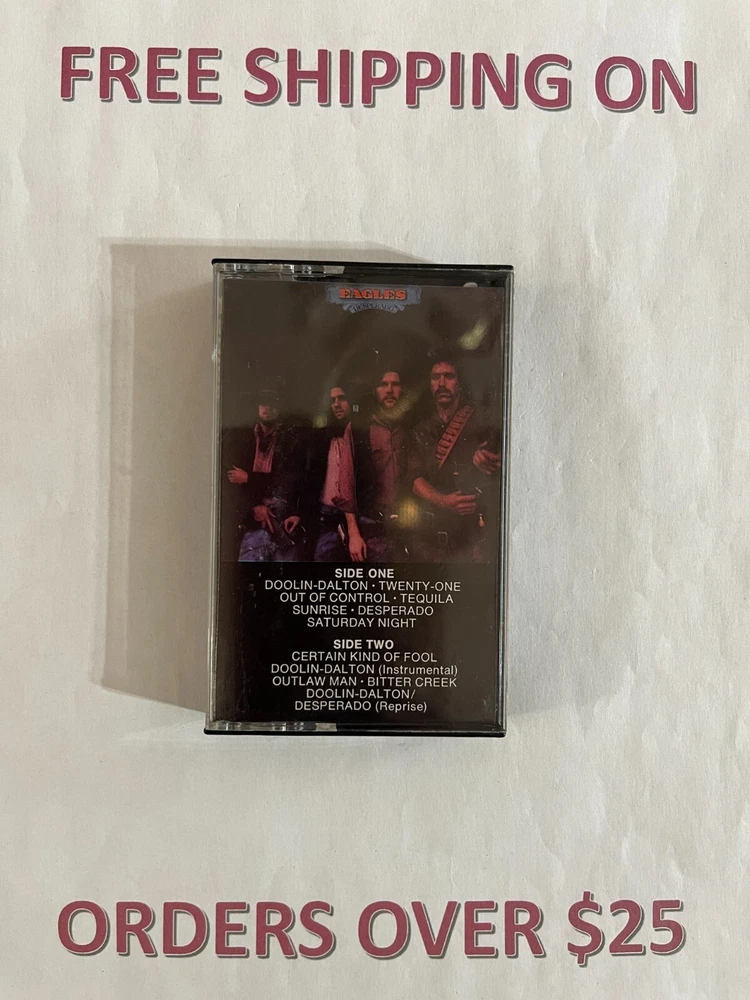 FREE SHIPPING ON
EAGLES
DESPERADO
SIDE ONE
DOOLIN-DALTON • TWENTY-ONE
OUT OF CONTROL • TEQUILA
SUNRISE • DESPERADO
SATURDAY NIGHT
SIDE TWO
CERTAIN KIND OF FOOL
DOOLIN-DALTON (Instrumental)
OUTLAW MAN • BITTER CREEK
DOOLIN-DALTON/
DESPERADO (Reprise)
ORDERS OVER $25